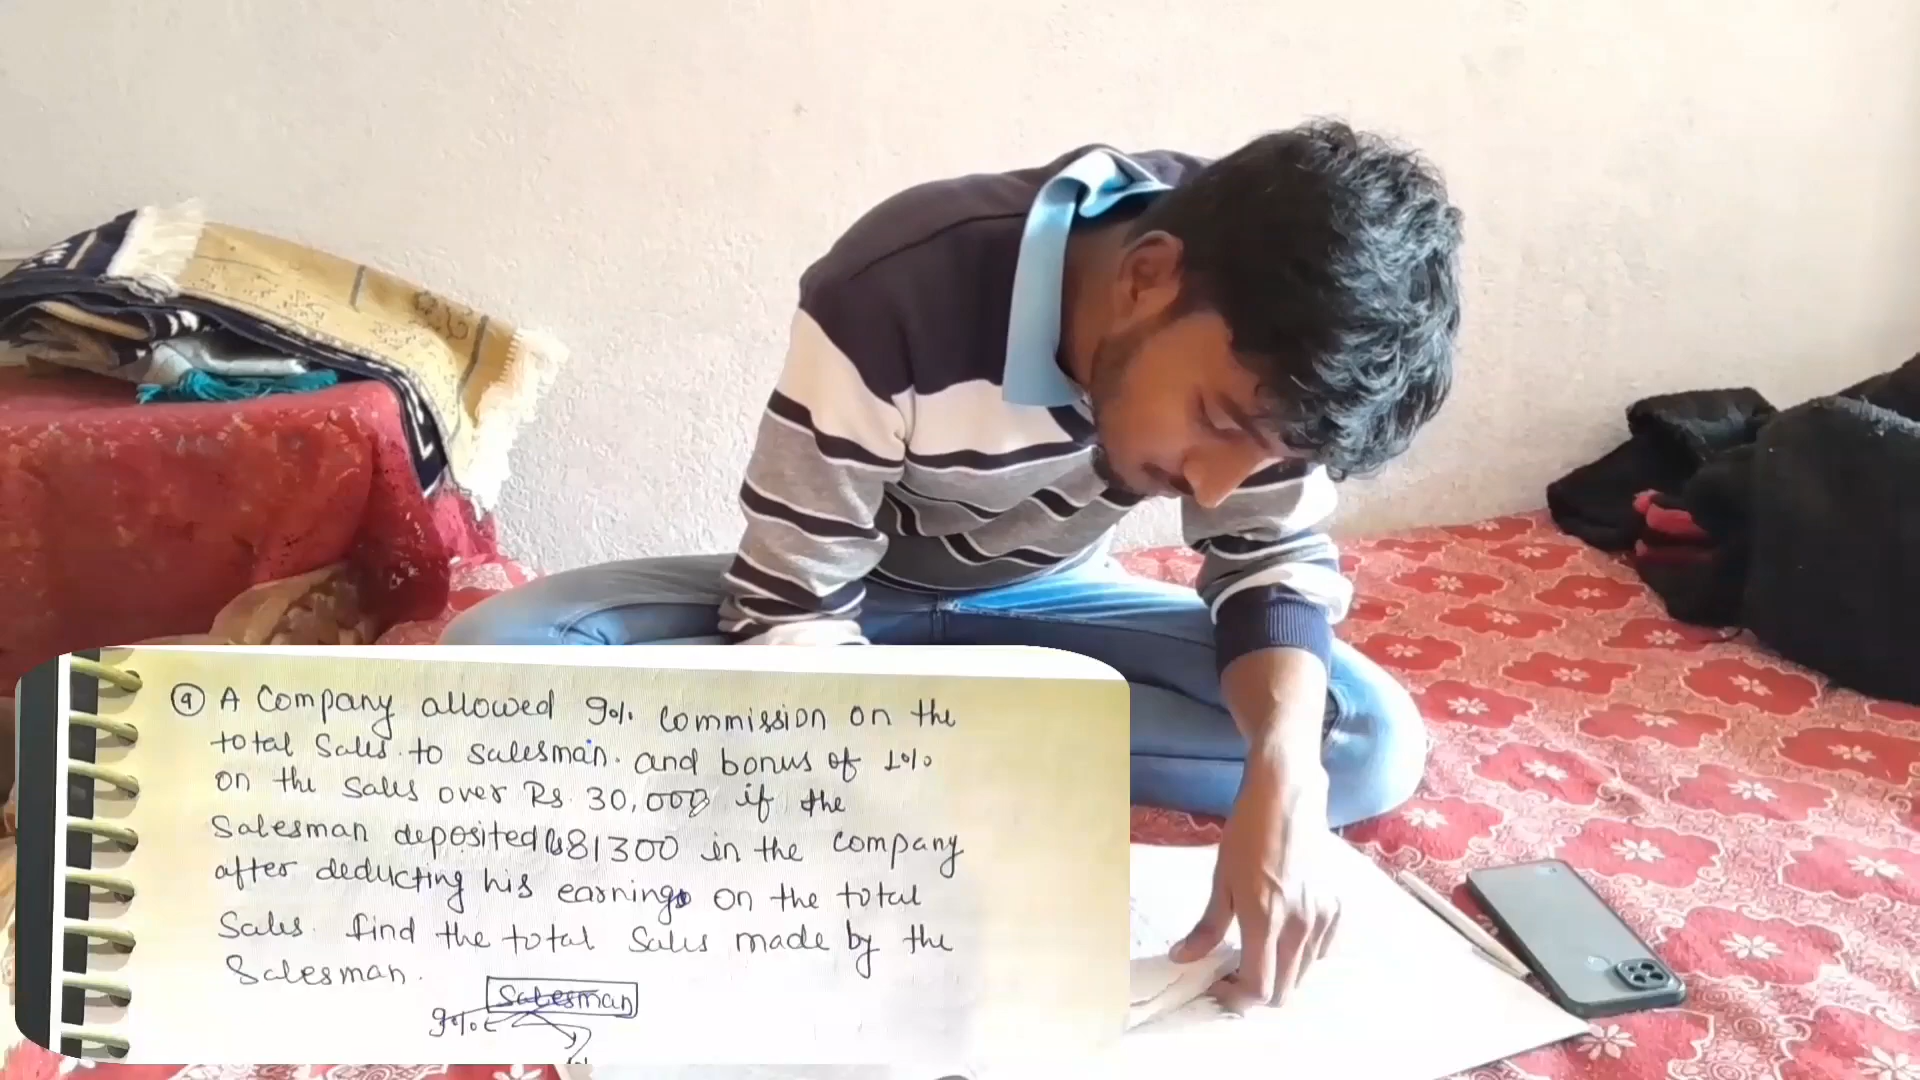 9 A Company allowed 9% Commission on the
total Sales. to salesman. and bonus of 1%
on the Sales over Rs. 30,000 if the
Salesman deposited Rs81300 in the company
after deducting his earnings on the total
Sales. find the total Sales made by the
Salesman.
Salesman
9%